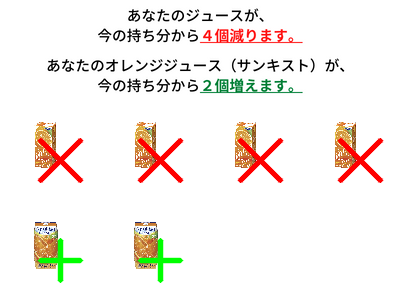 あなたのジュースが、
今の持ち分から４個減ります。
あなたのオレンジジュース（サンキスト）が、
今の持ち分から２個増えます。